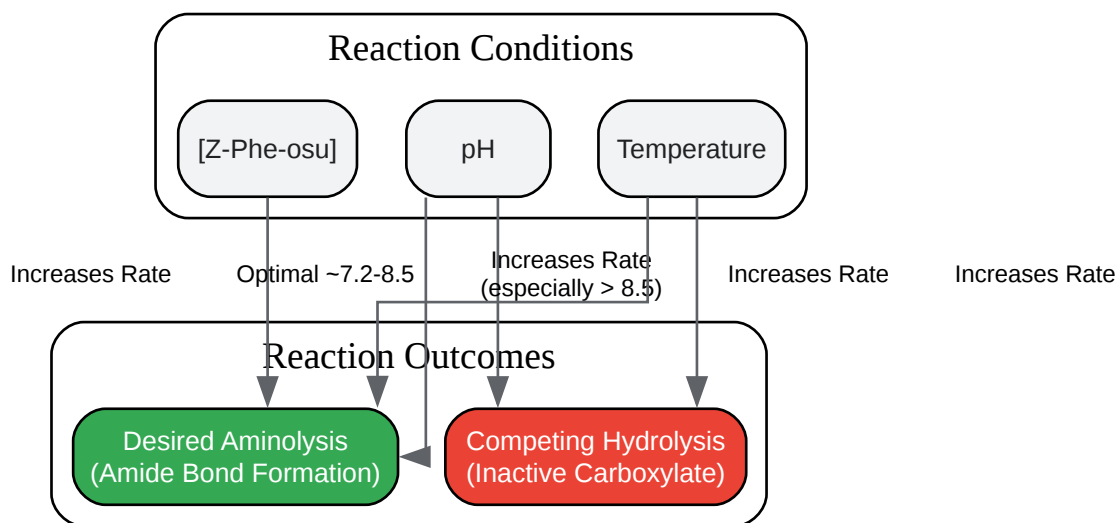 Reaction Conditions
[Z-Phe-osu]
pH
Temperature
Increases Rate
Optimal ~7.2-8.5
Increases Rate
(especially > 8.5)
Increases Rate
Increases Rate
Reaction Outcomes
Desired Aminolysis
(Amide Bond Formation)
Competing Hydrolysis
(Inactive Carboxylate)